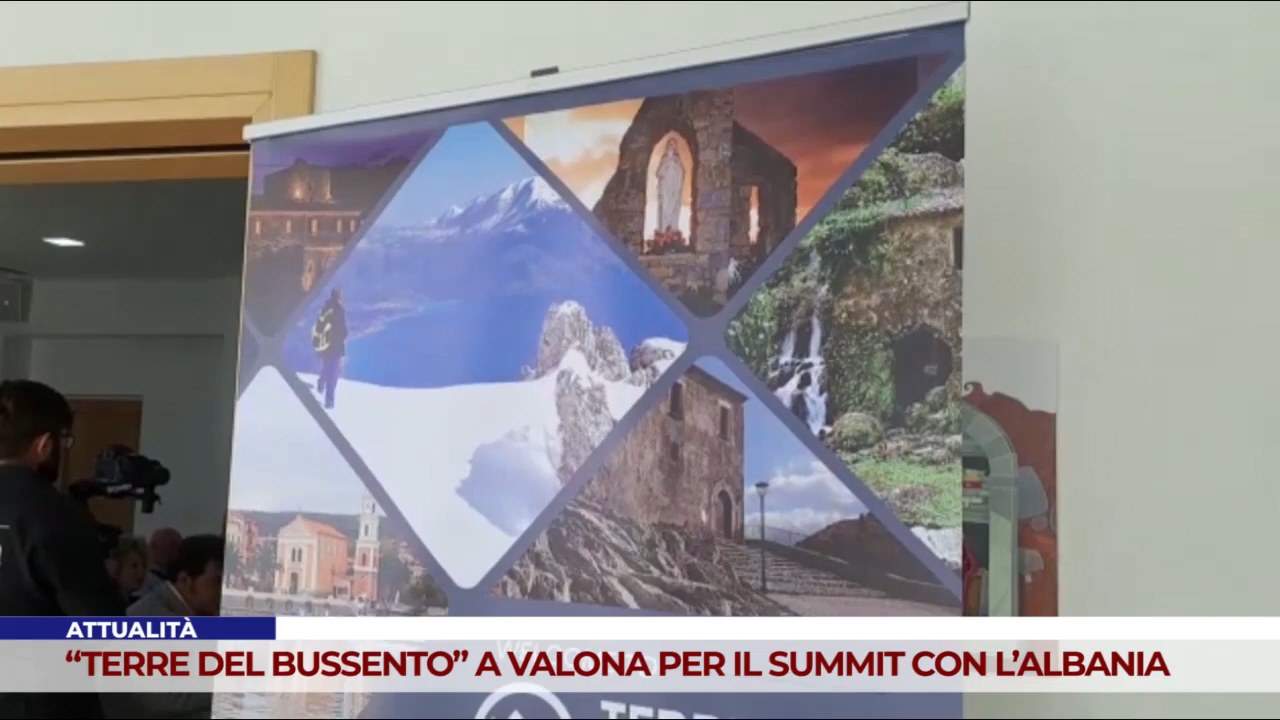 ATTUALITÀ
“TERRE DEL BUSSENTO” A VALONA PER IL SUMMIT CON L’ALBANIA